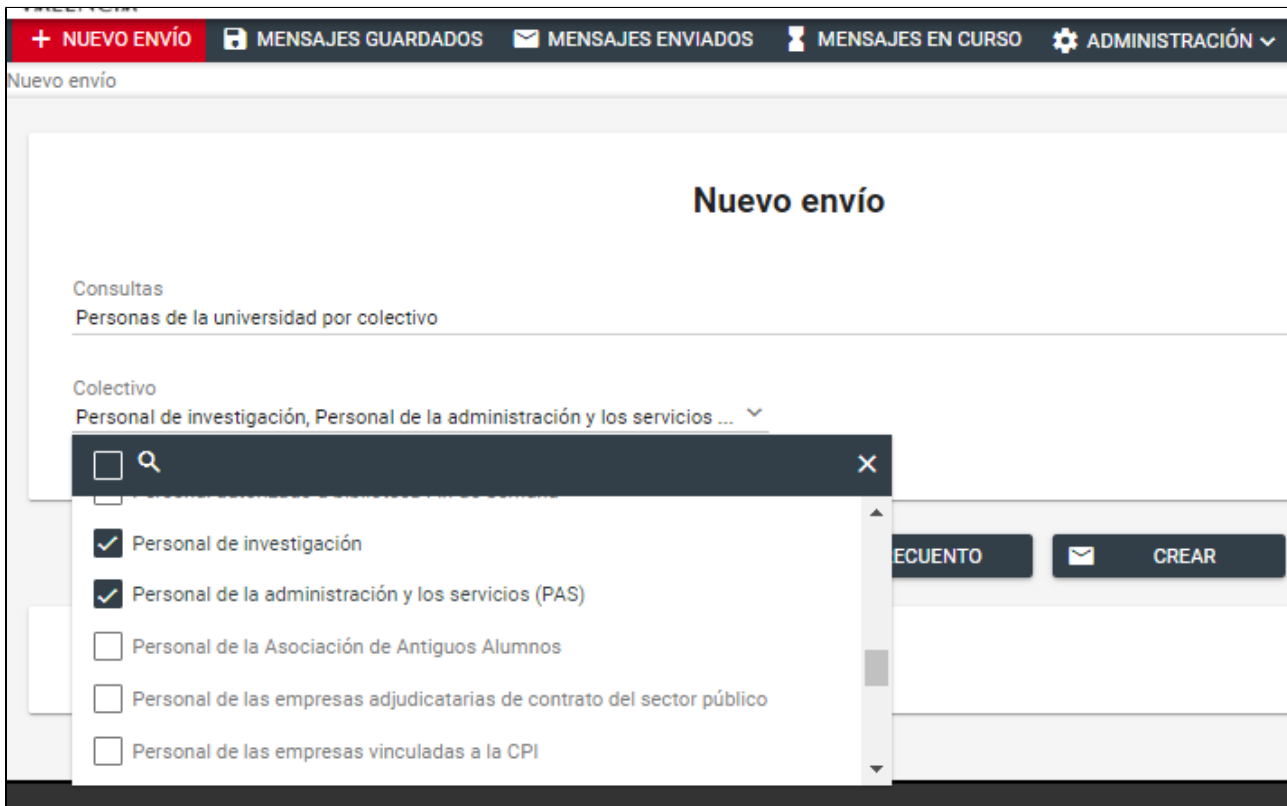 NUEVO ENVÍO MENSAJES GUARDADOS MENSAJES ENVIADOS MENSAJES EN CURSO ADMINISTRACIÓN
Nuevo envío
Nuevo envío
Consultas
Personas de la universidad por colectivo
Colectivo
Personal de investigación, Personal de la administración y los servicios ...
Personal de investigación
ECUENTO CREAR
Personal de la administración y los servicios (PAS)
Personal de la Asociación de Antiguos Alumnos
Personal de las empresas adjudicatarias de contrato del sector público
Personal de las empresas vinculadas a la CPI